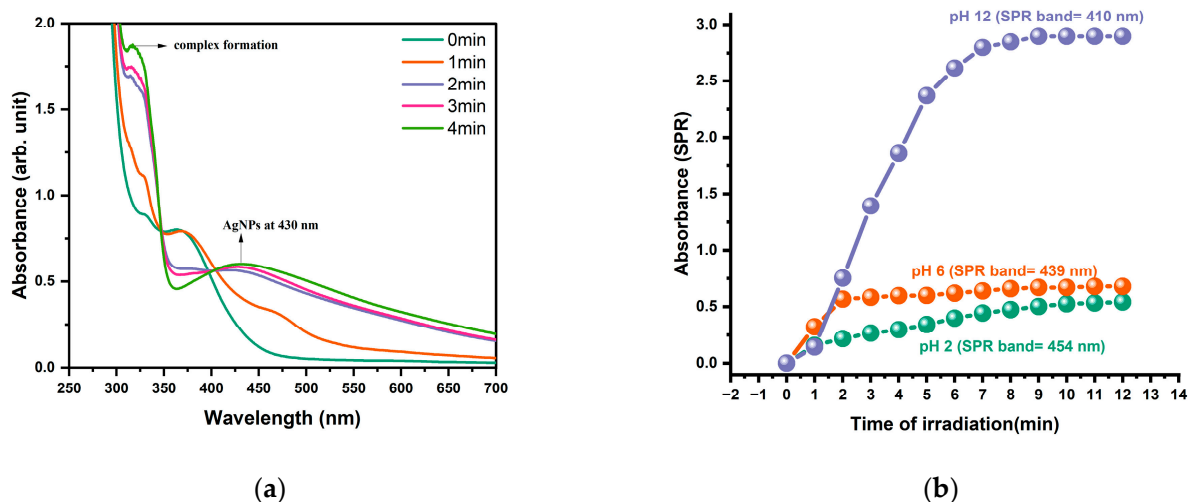 2.0
1.5
1.0
0.5
0.0
Absorbance (arb. unit)
250 300 350 400 450 500 550 600 650 700
Wavelength (nm)
complex formation
AgNPs at 430 nm
0min
1min
2min
3min
4min
(a)
3.0
2.5
2.0
1.5
1.0
0.5
0.0
Absorbance (SPR)
−2 −1 0 1 2 3 4 5 6 7 8 9 10 11 12 13 14
Time of irradiation(min)
pH 12 (SPR band= 410 nm)
pH 6 (SPR band= 439 nm)
pH 2 (SPR band= 454 nm)
(b)